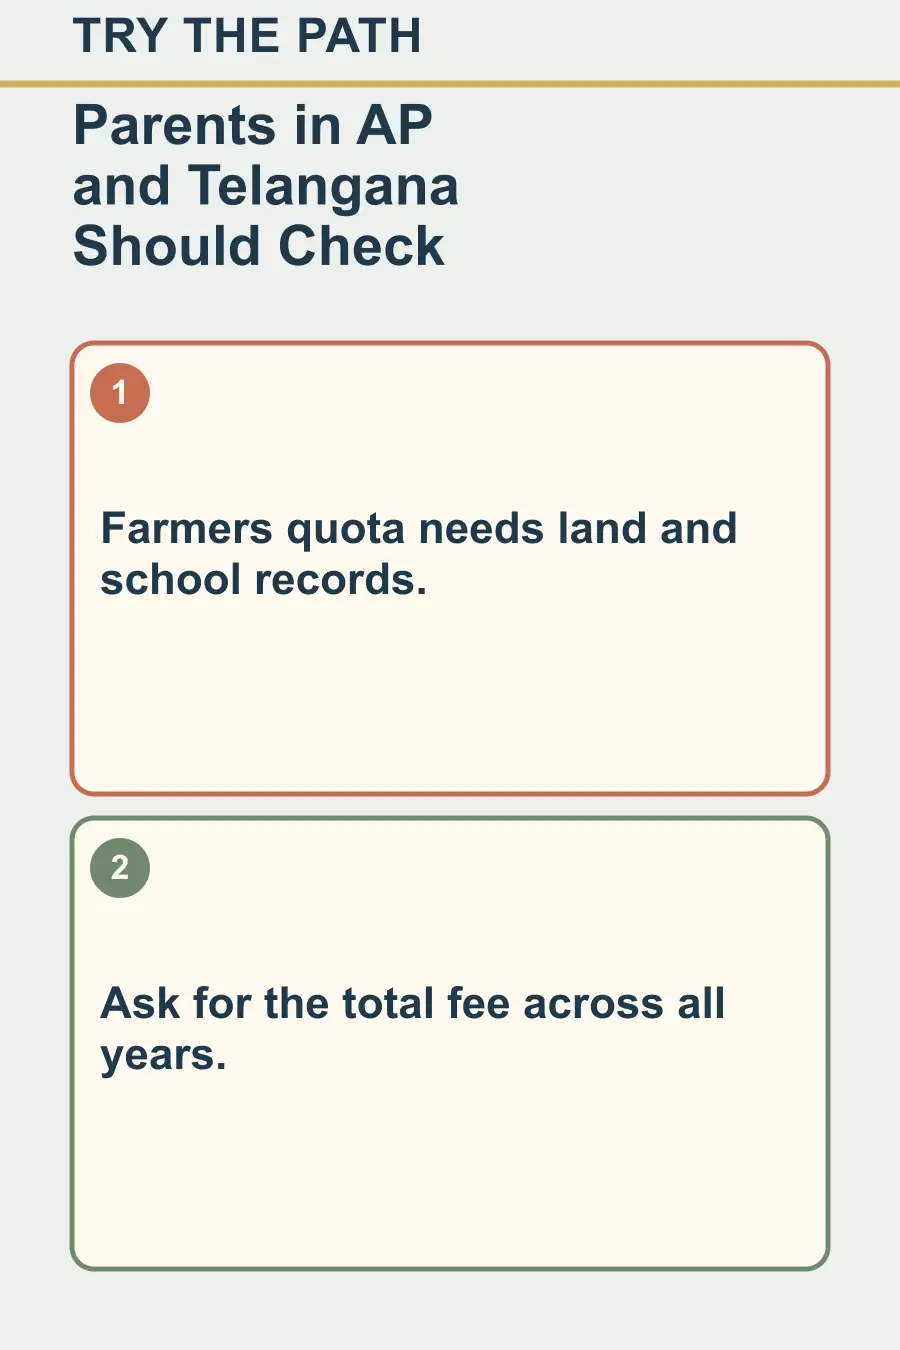 TRY THE PATH
Parents in AP
and Telangana
Should Check
1
Farmers quota needs land and
school records.
2
Ask for the total fee across all
years.